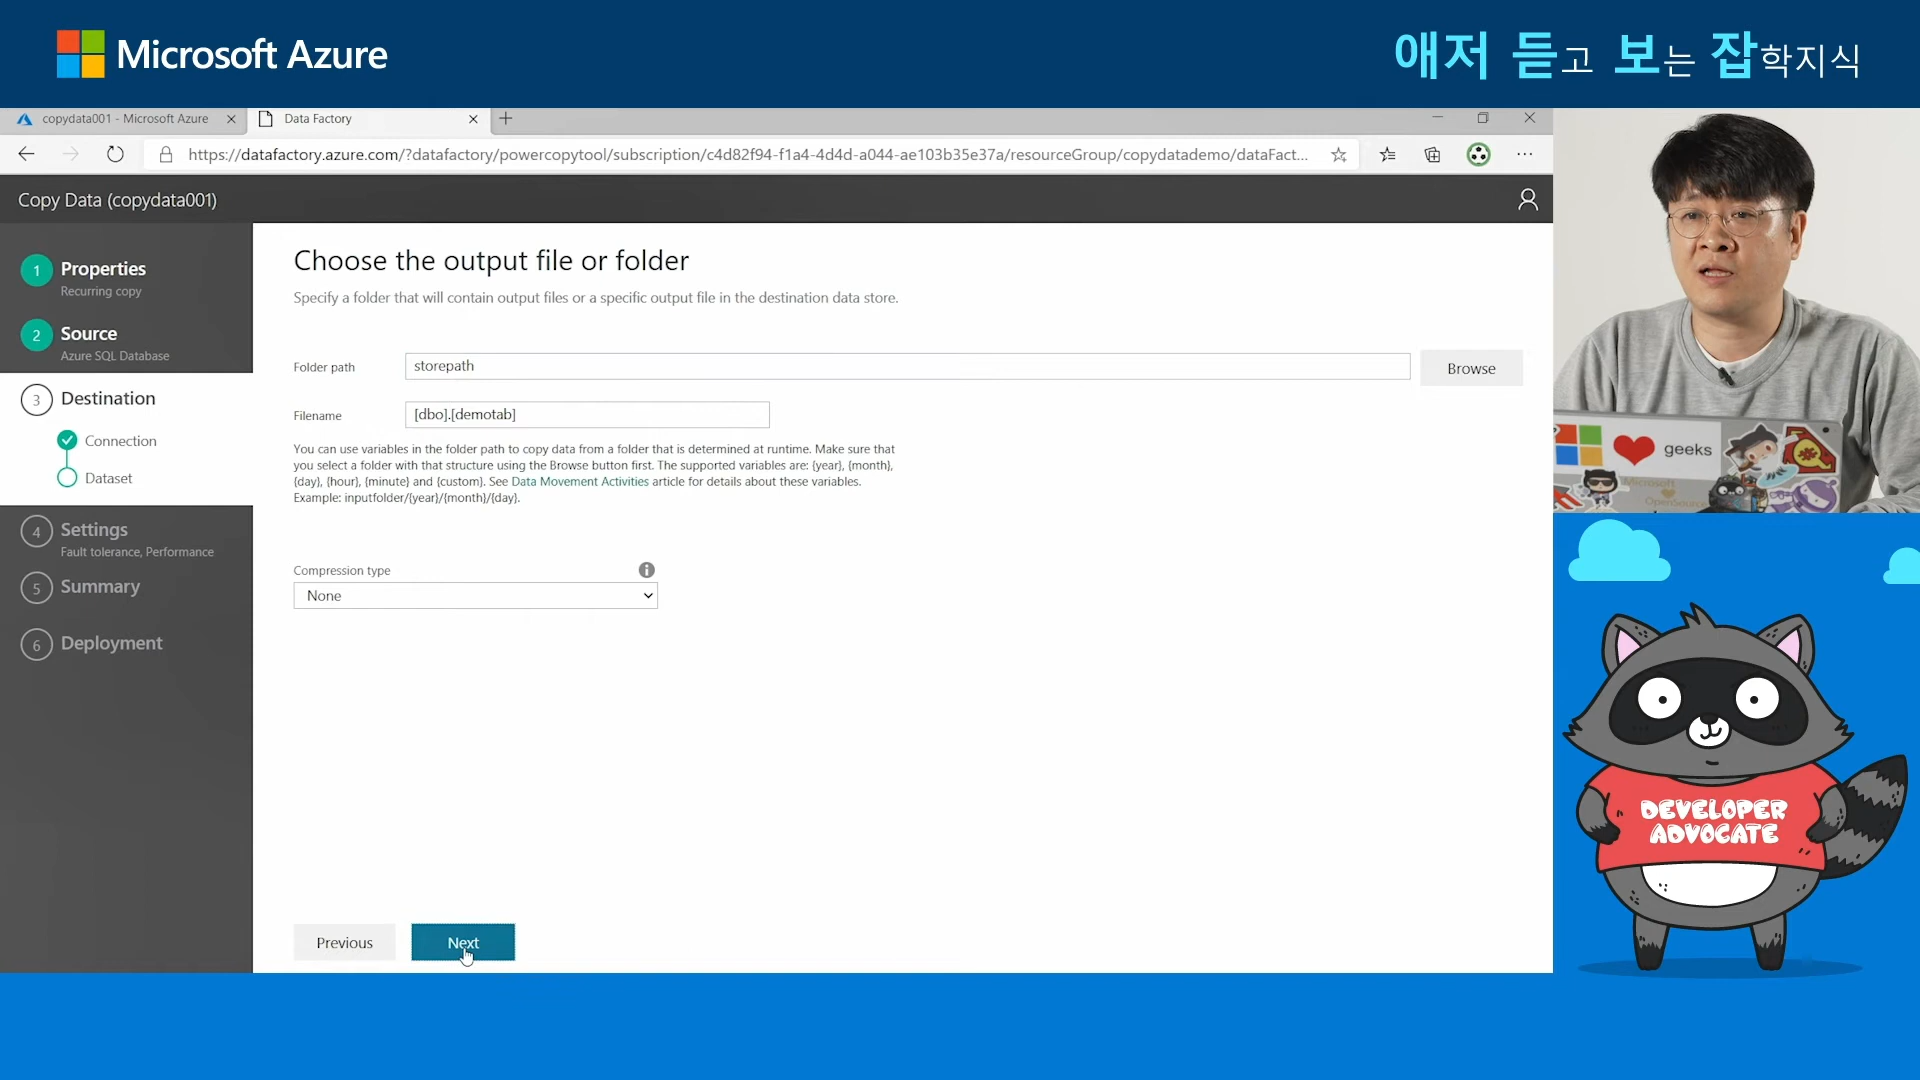 Microsoft Azure
애저 듣고 보는 잡학지식
copydata001 - Microsoft Azure
Data Factory
https://datafactory.azure.com/?datafactory/powercopytool/subscription/c4d82f94-f1a4-4d4d-a044-ae103b35e37a/resourceGroup/copydatademo/dataFact...
Copy Data (copydata001)
1 Properties
Recurring copy
2 Source
Azure SQL Database
3 Destination
Connection
Dataset
4 Settings
Fault tolerance, Performance
5 Summary
6 Deployment
Choose the output file or folder
Specify a folder that will contain output files or a specific output file in the destination data store.
Folder path storepath Browse
Filename [dbo].[demotab]
You can use variables in the folder path to copy data from a folder that is determined at runtime. Make sure that
you select a folder with that structure using the Browse button first. The supported variables are: {year}, {month},
{day}, {hour}, {minute} and {custom}. See Data Movement Activities article for details about these variables.
Example: inputfolder/{year}/{month}/{day}.
Compression type
None
Previous Next
geeks
Microsoft
OpenSource
DEVELOPER
ADVOCATE